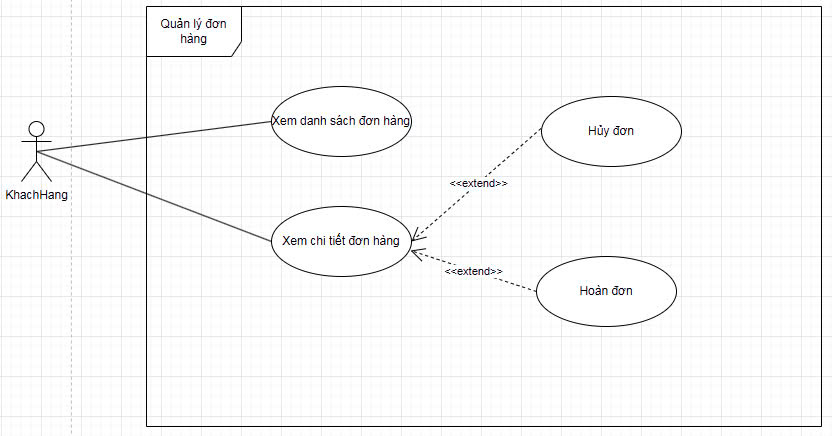 Quản lý đơn
hàng
Xem danh sách đơn hàng
Hủy đơn
<<extend>>
KhachHang
Xem chi tiết đơn hàng
<<extend>>
Hoàn đơn